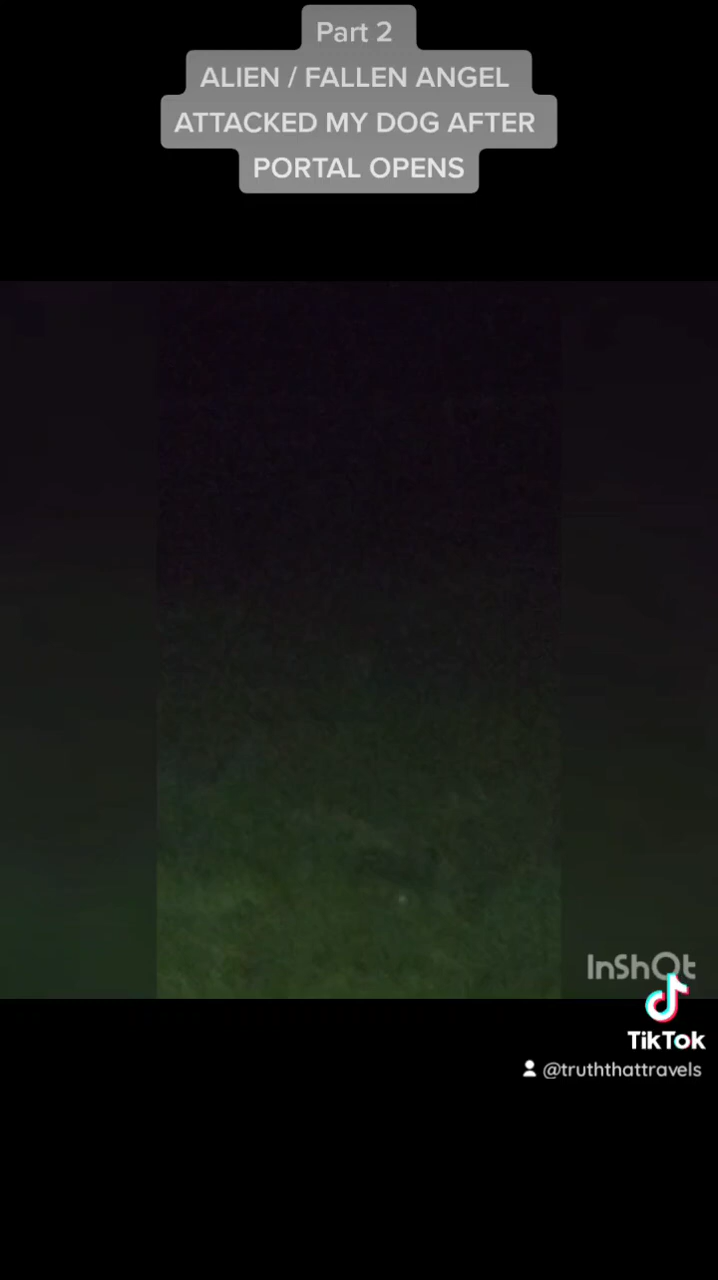 Part 2
ALIEN / FALLEN ANGEL
ATTACKED MY DOG AFTER
PORTAL OPENS
InShOt
TikTok
@truththattravels